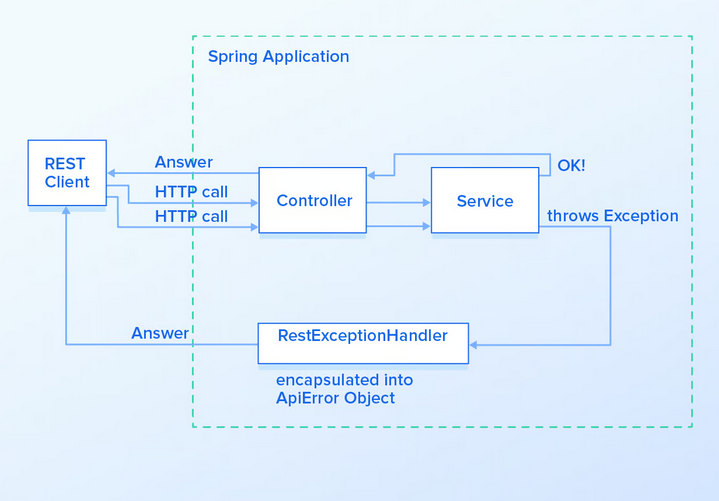 Spring Application
REST
Client
Answer
HTTP call
HTTP call
Controller
Service
OK!
throws Exception
Answer
RestExceptionHandler
encapsulated into
ApiError Object